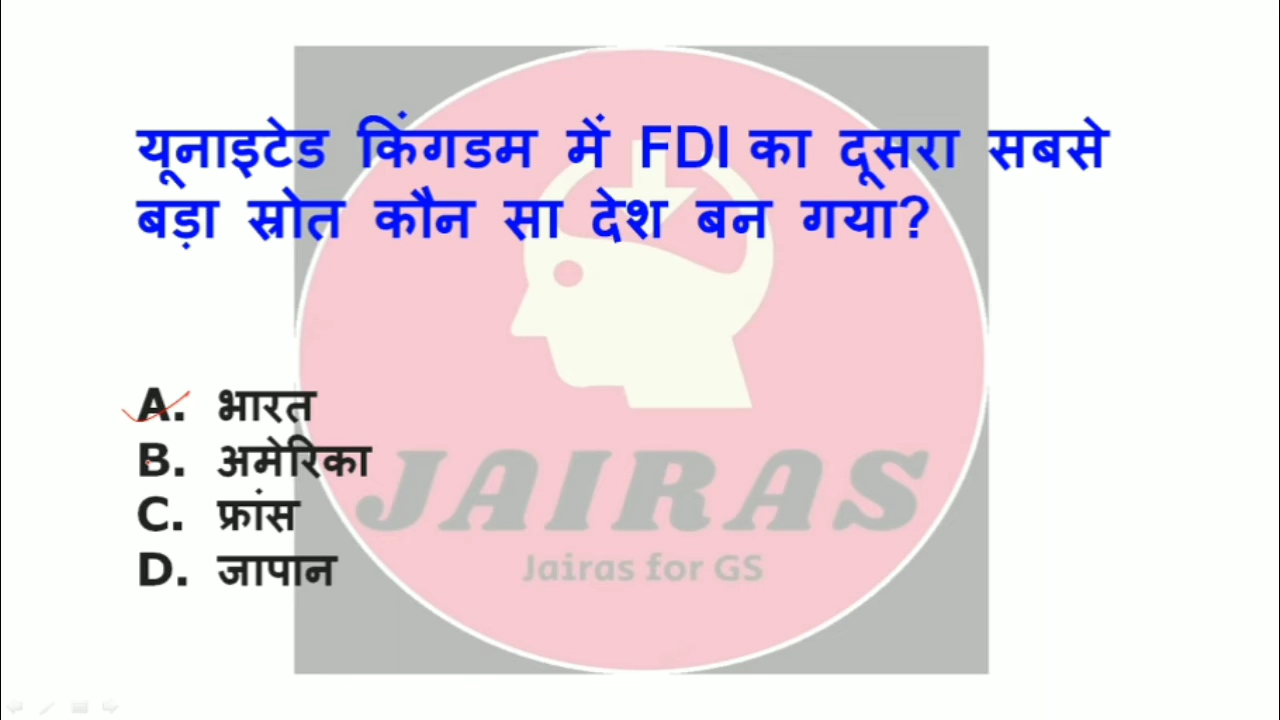 यूनाइटेड किंगडम में FDI का दूसरा सबसे
बड़ा स्रोत कौन सा देश बन गया?
A. भारत
B. अमेरिका
C. फ्रांस
D. जापान
JAIRAS
Jairas for GS